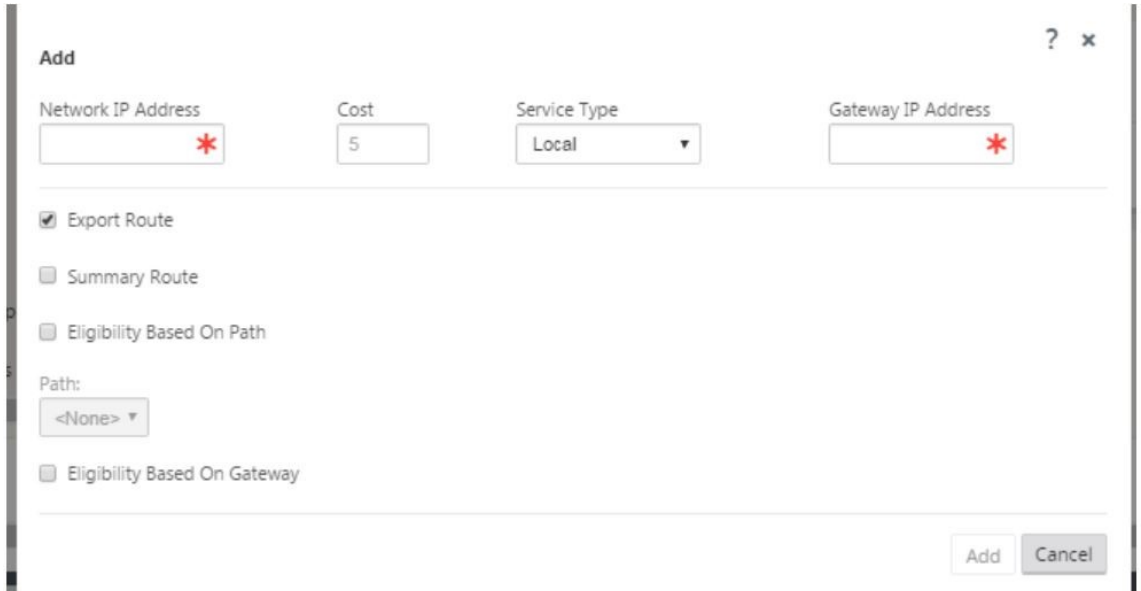 ? ×
Add
Network IP Address Cost Service Type Gateway IP Address
* 5 Local *
Export Route
Summary Route
Eligibility Based On Path
Path:
<None>
Eligibility Based On Gateway
Add Cancel